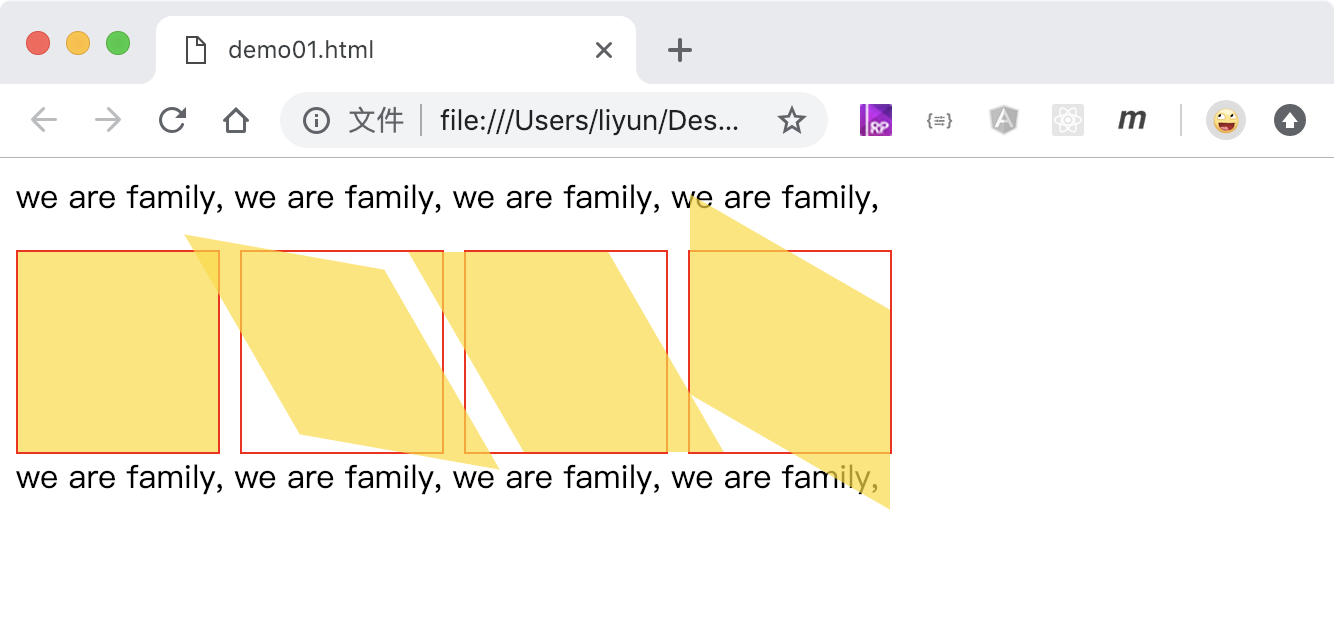 demo01.html
文件 file:///Users/liyun/Des...
RP
{≡}
A
m
we are family, we are family, we are family, we are family,
we are family, we are family, we are family, we are family,